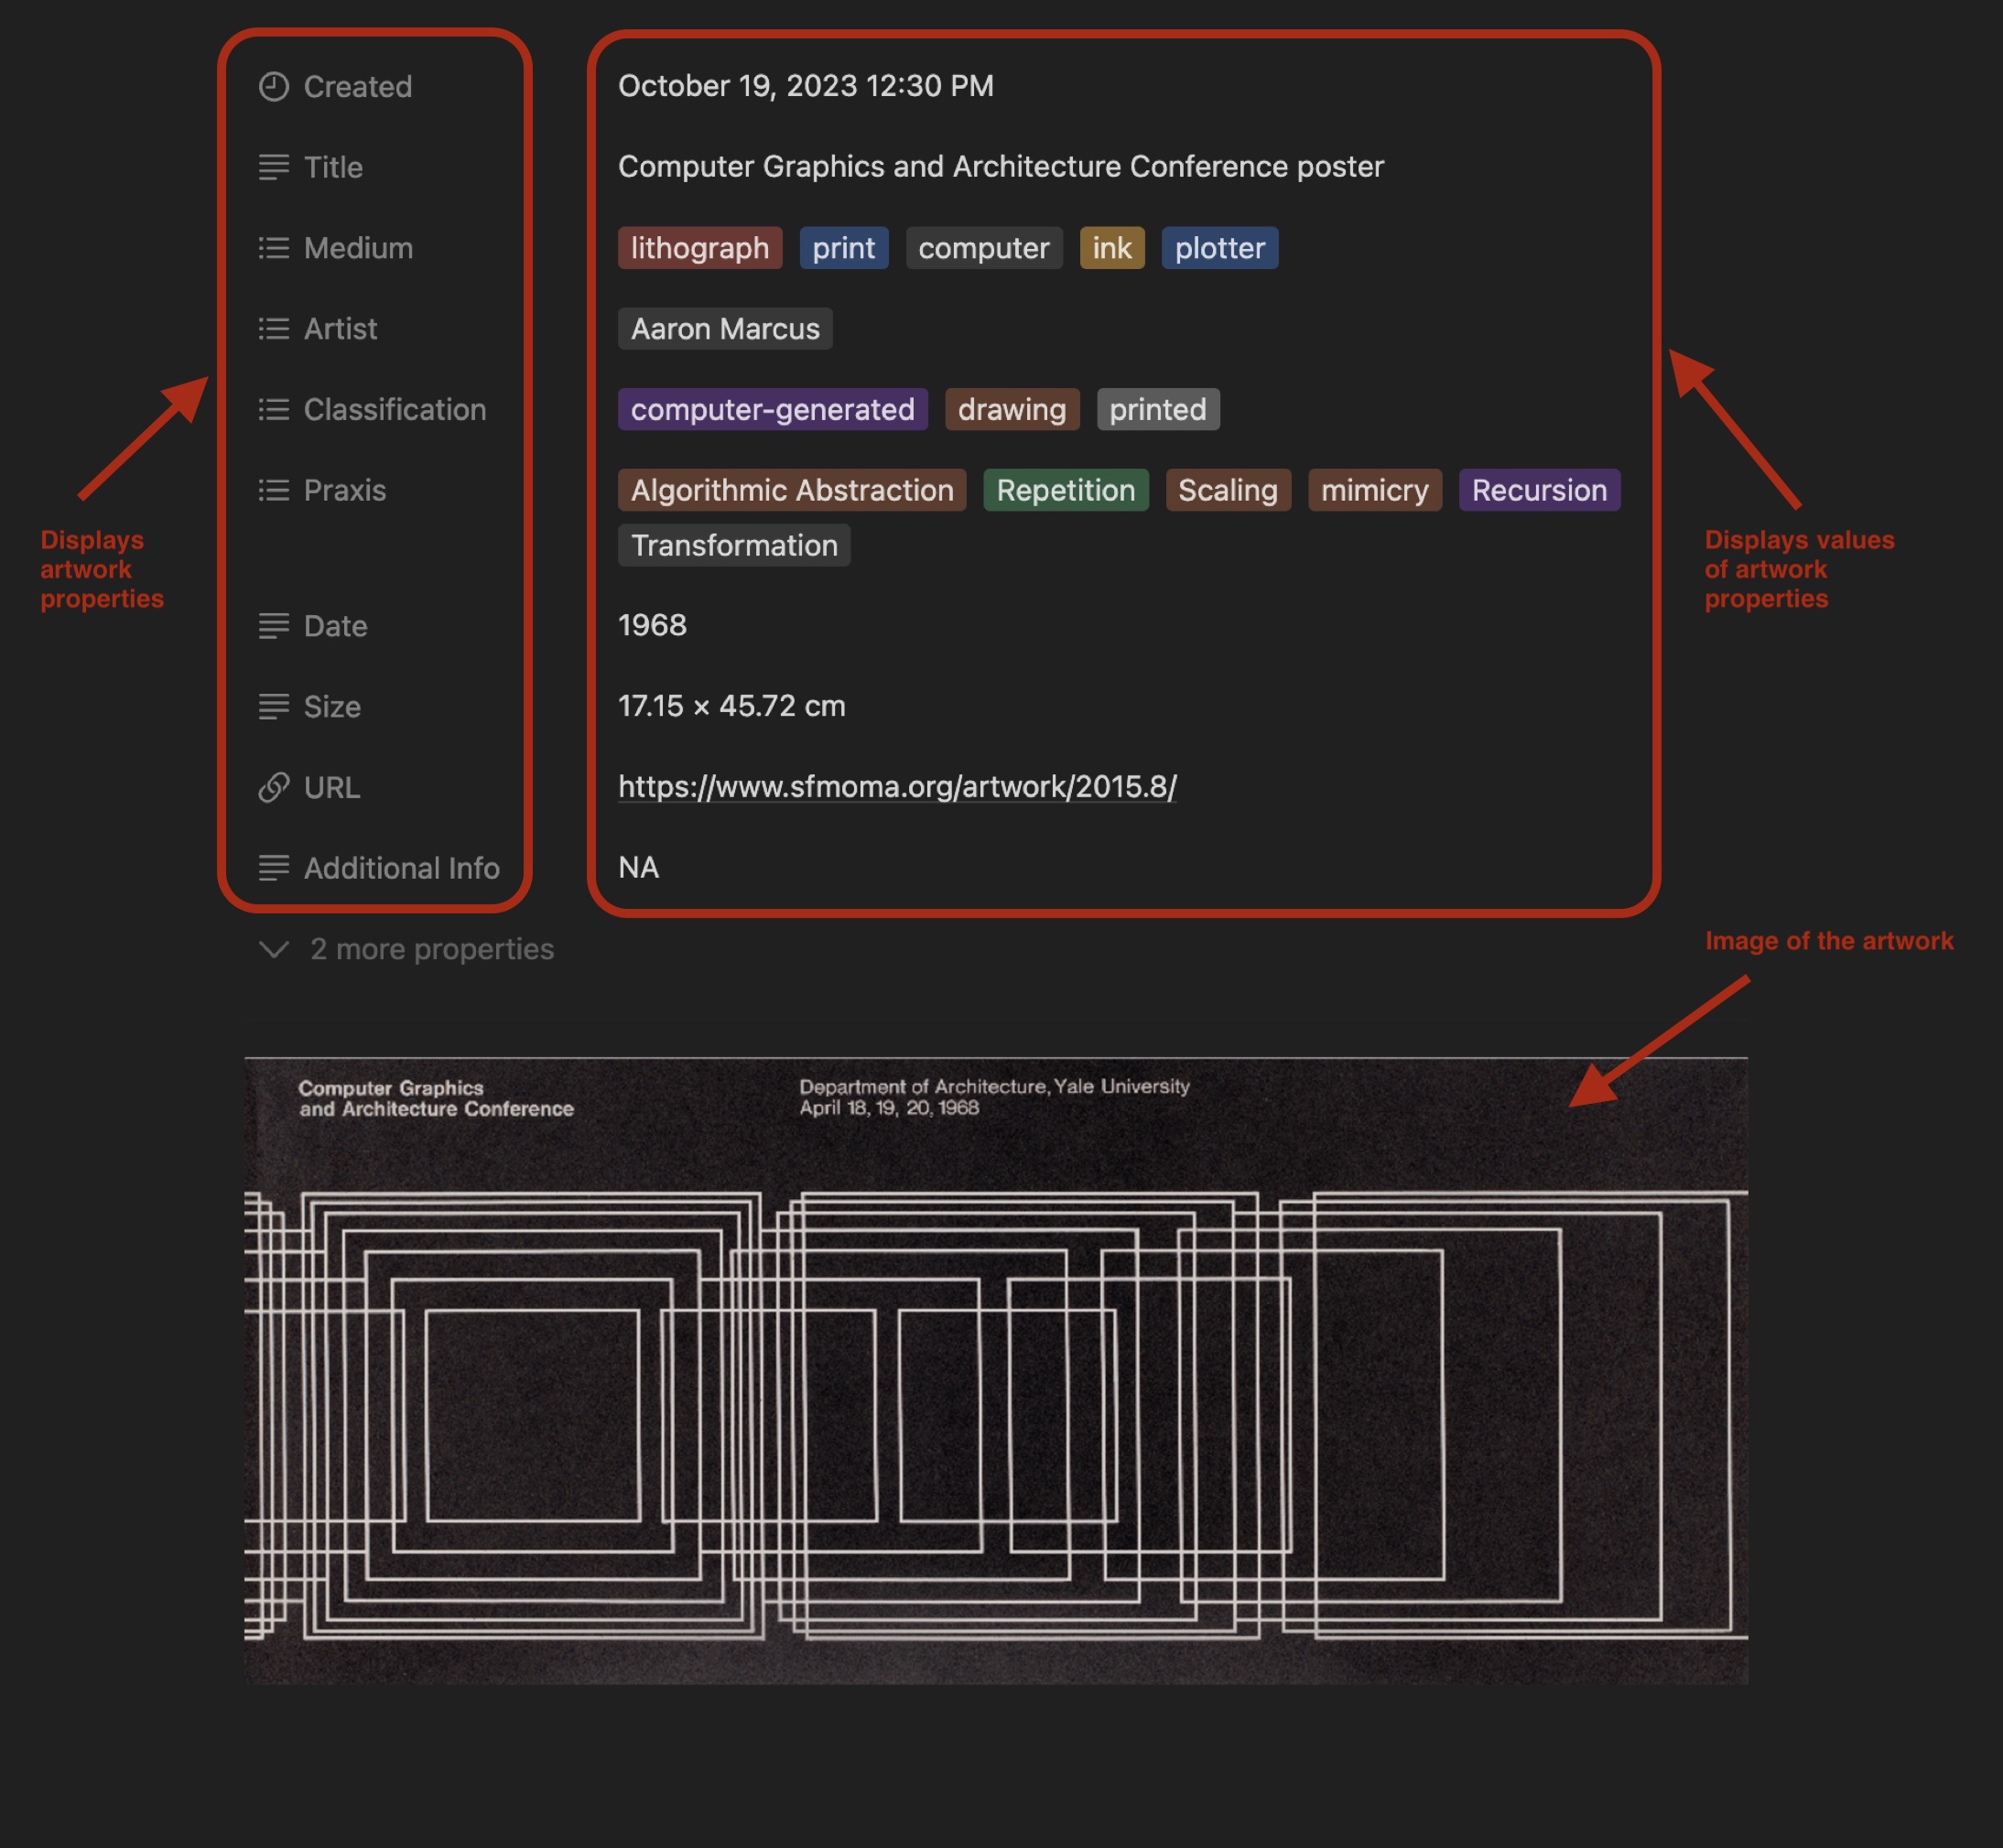 Created October 19, 2023 12:30 PM
Title Computer Graphics and Architecture Conference poster
Medium lithograph print computer ink plotter
Artist Aaron Marcus
Classification computer-generated drawing printed
Praxis Algorithmic Abstraction Repetition Scaling mimicry Recursion
Transformation
Displays
artwork
properties
Displays values
of artwork
properties
Date 1968
Size 17.15 × 45.72 cm
URL https://www.sfmoma.org/artwork/2015.8/
Additional Info NA
2 more properties
Image of the artwork
Computer Graphics
and Architecture Conference
Department of Architecture, Yale University
April 18, 19, 20, 1968